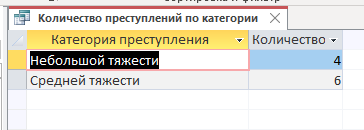 Количество преступлений по категории
Категория преступления Количество
Небольшой тяжести 4
Средней тяжести 6